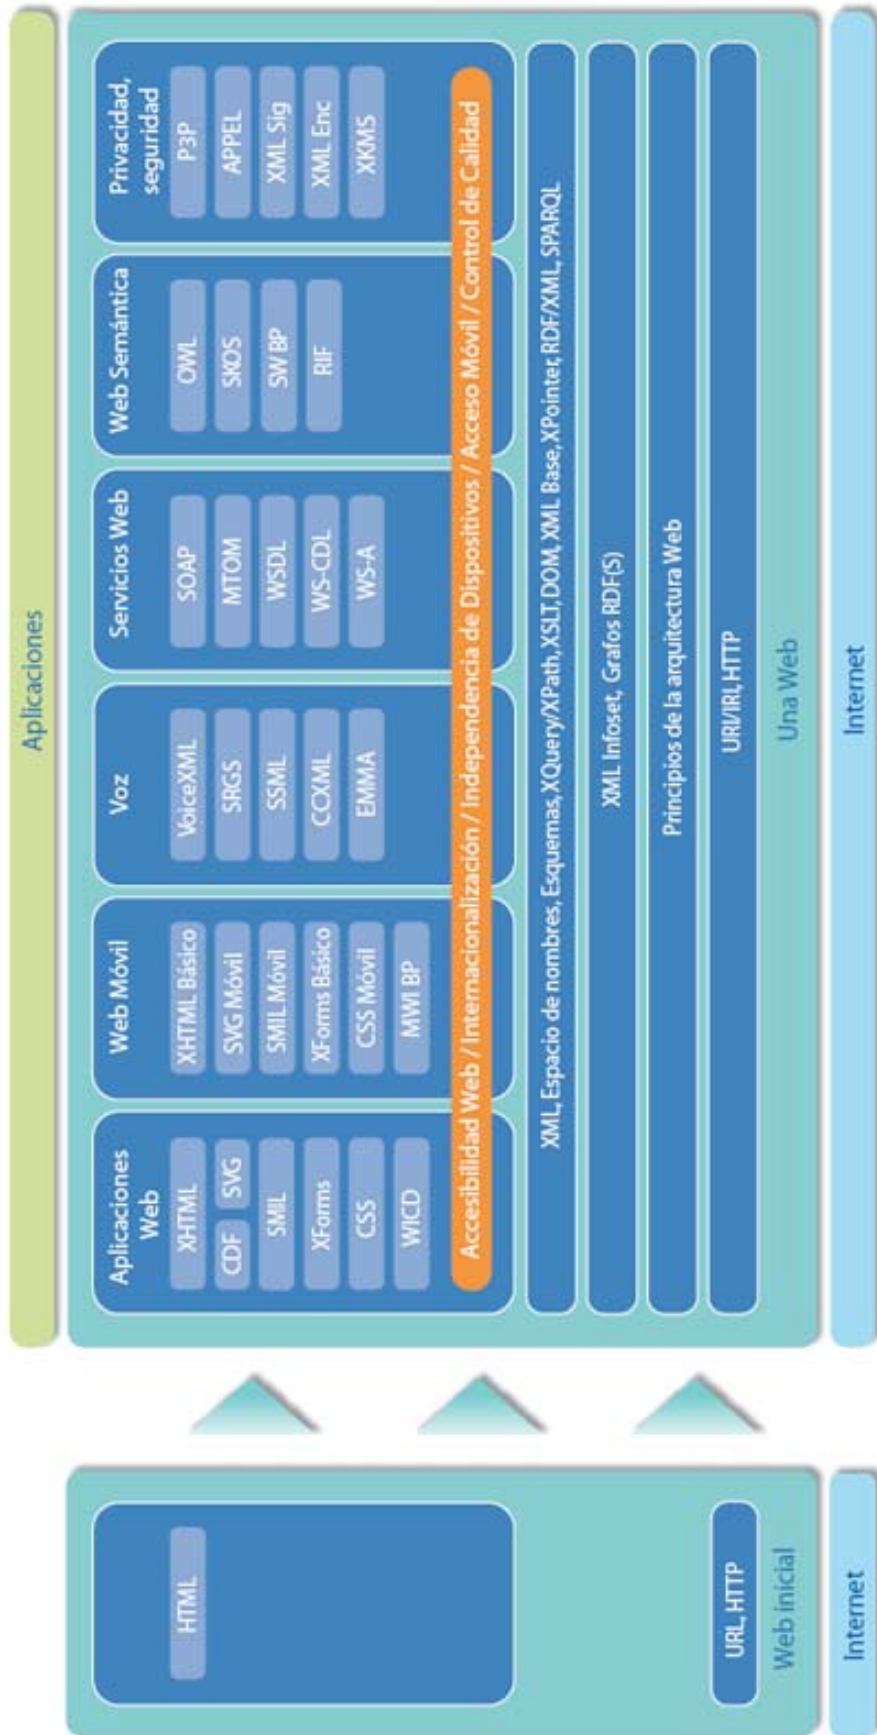 HTML
URL, HTTP
Web inicial
Internet
Aplicaciones
Aplicaciones
Web
XHTML
CDF
SVG
SMIL
XForms
CSS
WICD
Web Móvil
XHTML Básico
SVG Móvil
SMIL Móvil
XForms Básico
CSS Móvil
MWI BP
Voz
VoiceXML
SRGS
SSML
CCXML
EMMA
Servicios Web
SOAP
MTOM
WSDL
WS-CDL
WS-A
Web Semántica
OWL
SKOS
SW BP
RIF
Privacidad,
seguridad
P3P
APPEL
XML Sig
XML Enc
XKMS
Accesibilidad Web / Internacionalización / Independencia de Dispositivos / Acceso Móvil / Control de Calidad
XML, Espacio de nombres, Esquemas, XQuery/XPath, XSLT, DOM, XML Base, XPointer, RDF/XML, SPARQL
XML Infoset, Grafos RDF(S)
Principios de la arquitectura Web
URI/IRI, HTTP
Una Web
Internet